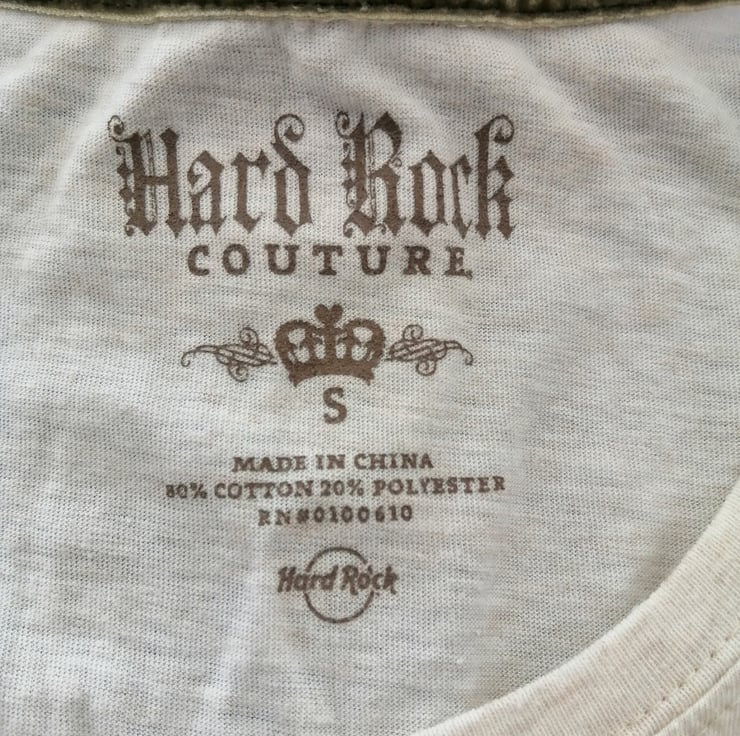 Hard Rock
COUTURE
S
MADE IN CHINA
80% COTTON 20% POLYESTER
RN#0100610
Hard Rock